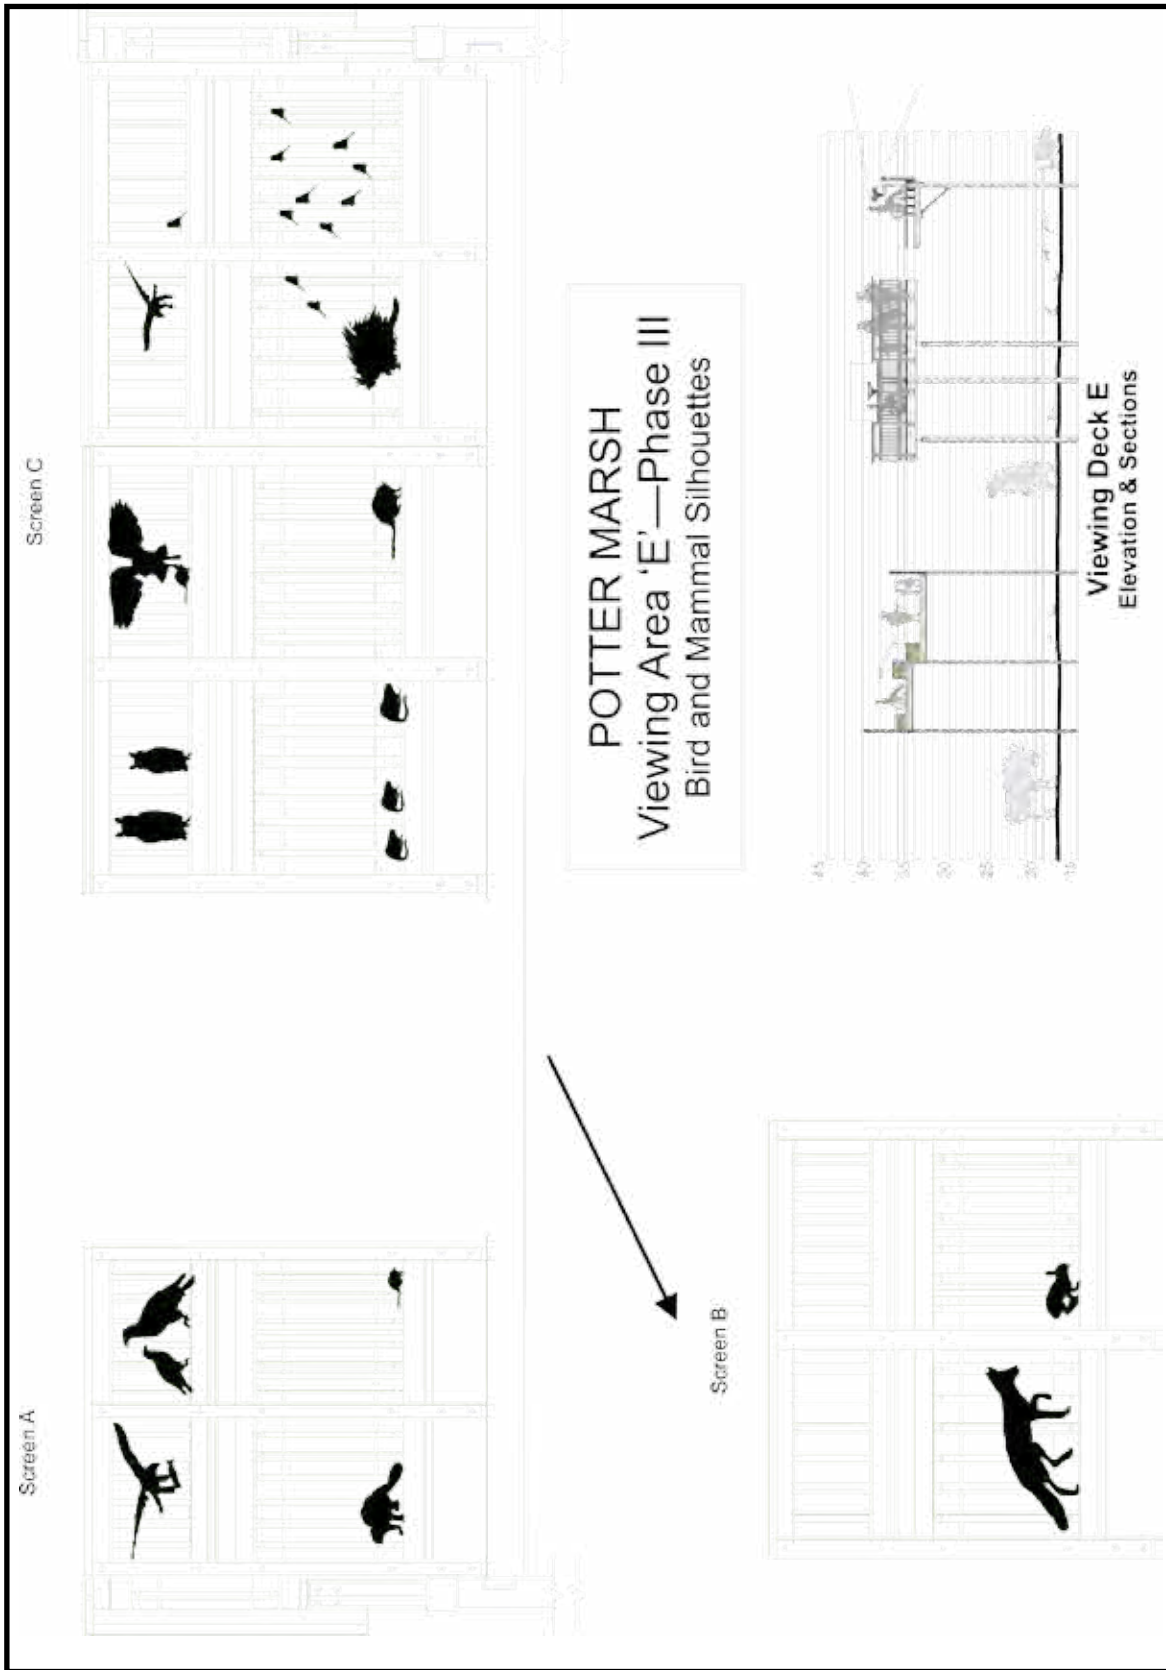 Screen A
Screen C
POTTER MARSH
Viewing Area 'E'—Phase III
Bird and Mammal Silhouettes
Screen B
Viewing Deck E
Elevation & Sections